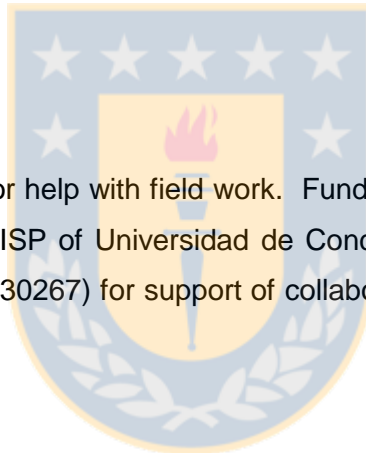 or help with field work. Fund
ISP of Universidad de Conc
30267) for support of collabo